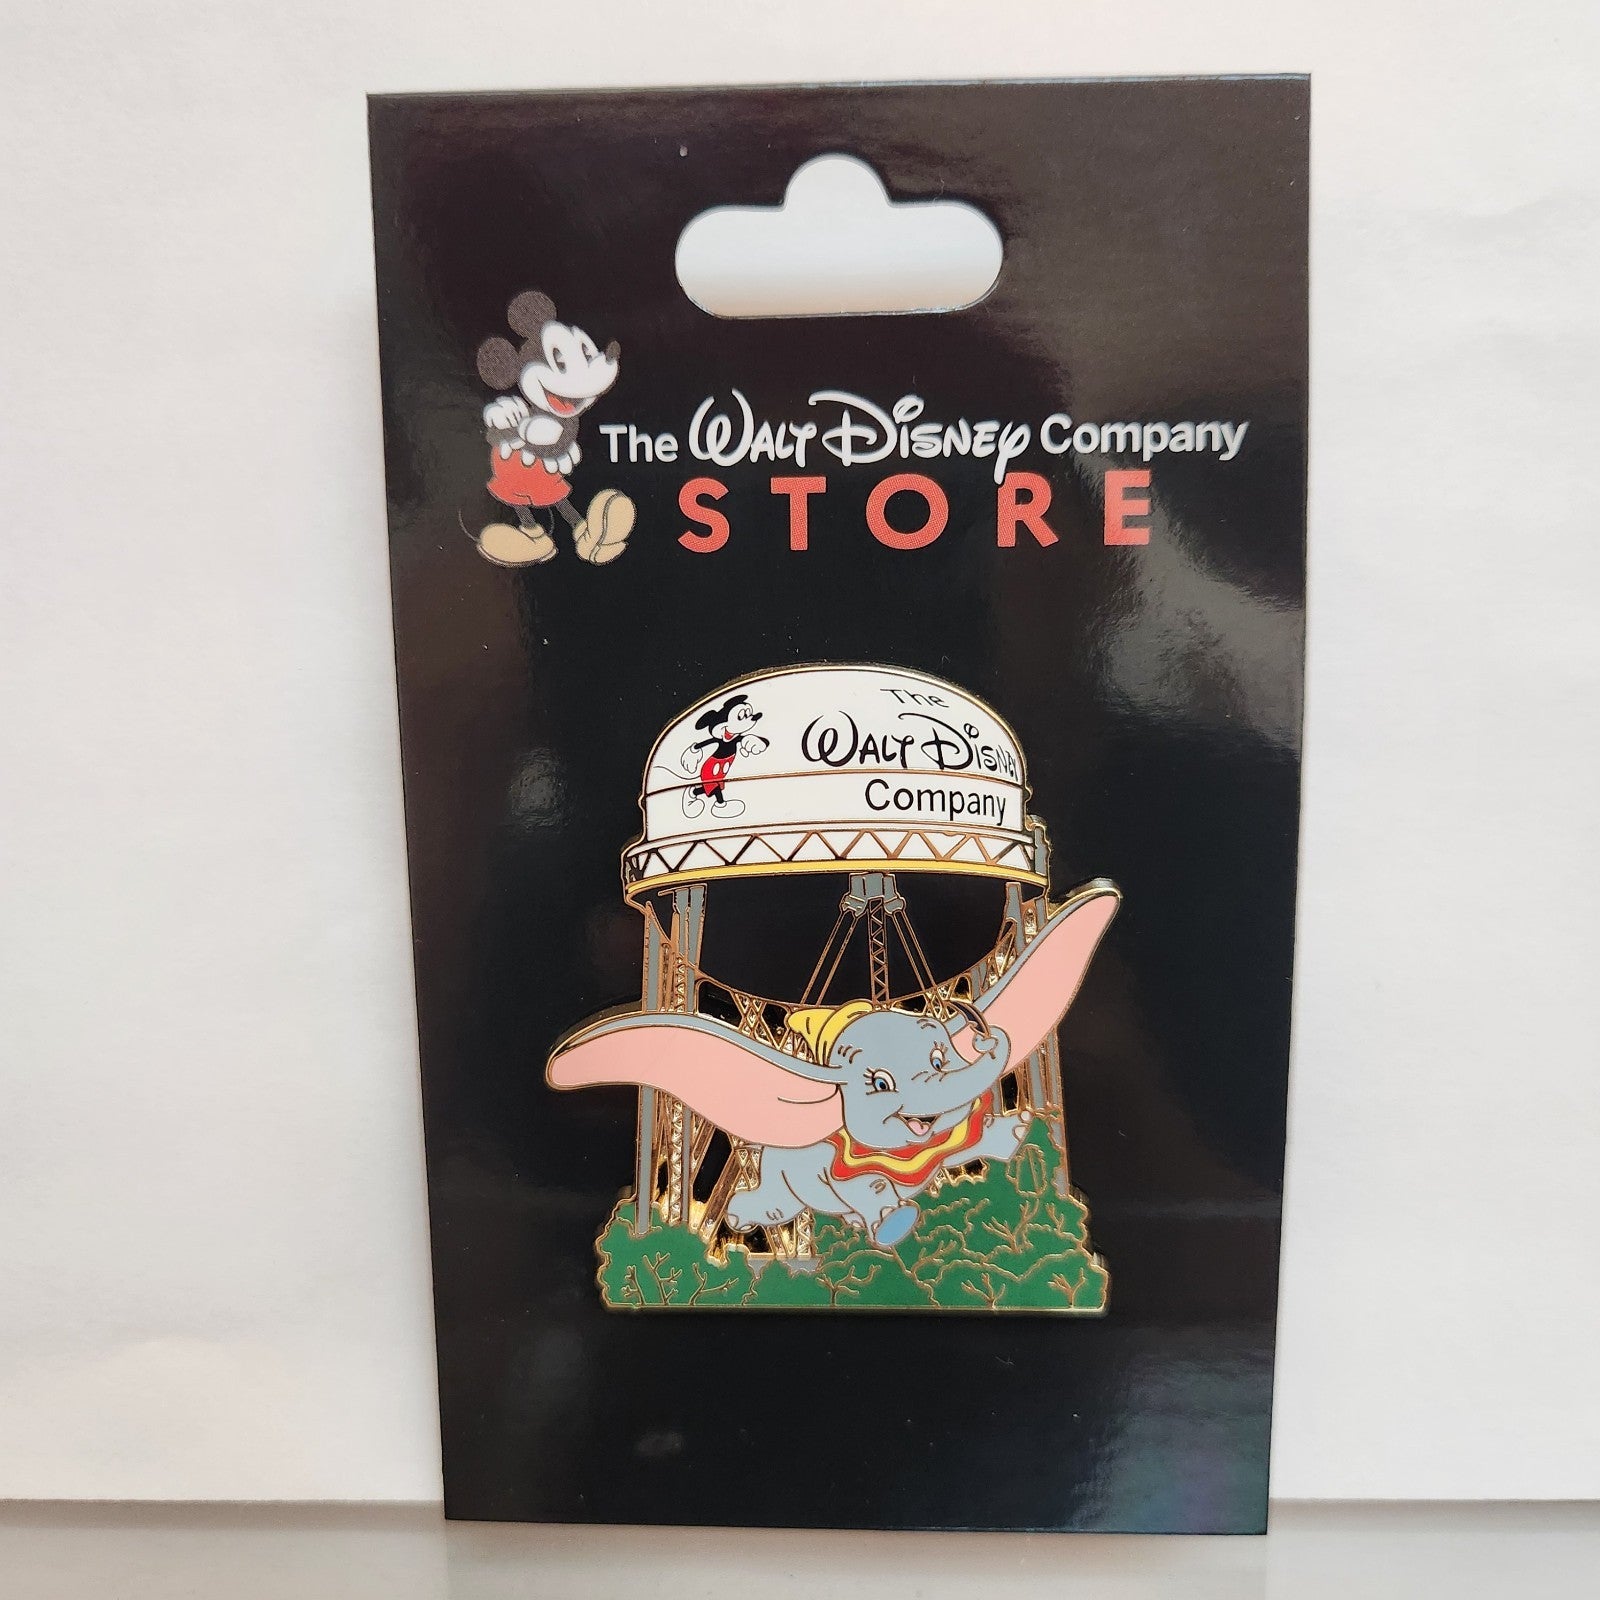 The Walt Disney Company
STORE
The
Walt Disney
Company